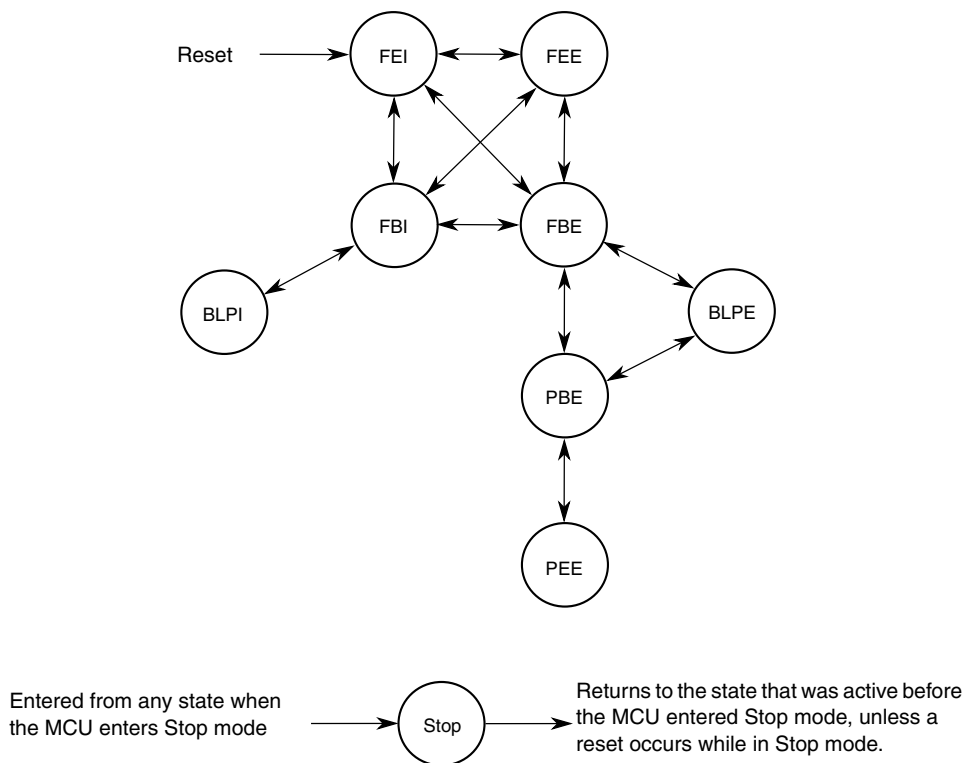 Reset
FEI
FEE
FBI
FBE
BLPI
BLPE
PBE
PEE
Entered from any state when
the MCU enters Stop mode
Stop
Returns to the state that was active before
the MCU entered Stop mode, unless a
reset occurs while in Stop mode.